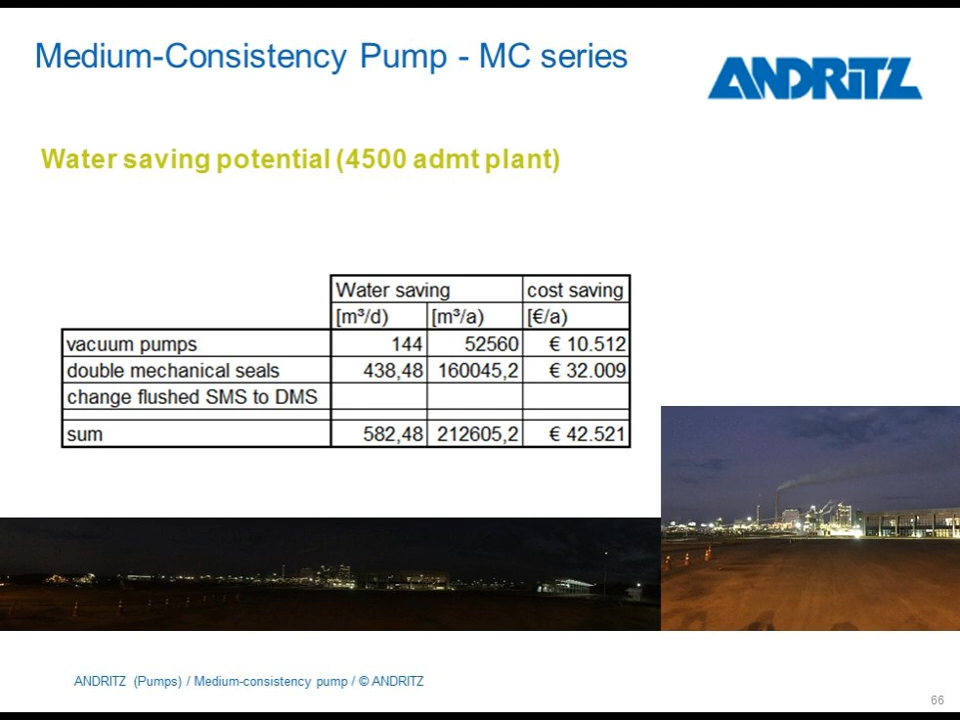 Medium-Consistency Pump - MC series
ANDRITZ
Water saving potential (4500 admt plant)
Water saving cost saving
[m³/d) [m³/a) [€/a)
vacuum pumps 144 52560 € 10.512
double mechanical seals 438,48 160045,2 € 32.009
change flushed SMS to DMS
sum 582,48 212605,2 € 42.521
ANDRITZ (Pumps) / Medium-consistency pump / © ANDRITZ
66